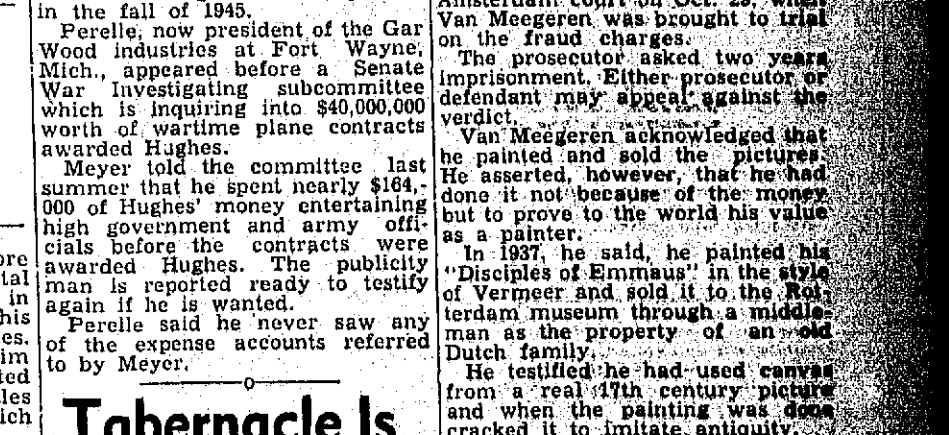 in the fall of 1945.
Perelle, now president of the Gar
Wood industries at Fort Wayne,
Mich., appeared before a Senate
War Investigating subcommittee
which is inquiring into $40,000,000
worth of wartime plane contracts
awarded Hughes.
Meyer told the committee last
summer that he spent nearly $164,-
000 of Hughes' money entertaining
high government and army offi-
cials before the contracts were
awarded Hughes. The publicity
man is reported ready to testify
again if he is wanted.
Perelle said he never saw any
of the expense accounts referred
to by Meyer.
Tabernacle Is
Amsterdam court on Oct. 29, when
Van Meegeren was brought to trial
on the fraud charges.
The prosecutor asked two years
imprisonment. Either prosecutor or
defendant may appeal against the
verdict.
Van Meegeren acknowledged that
he painted and sold the pictures.
He asserted, however, that he had
done it not because of the money
but to prove to the world his value
as a painter.
In 1937, he said, he painted his
"Disciples of Emmaus" in the style
of Vermeer and sold it to the Rot-
terdam museum through a middle-
man as the property of an old
Dutch family.
He testified he had used canvas
from a real 17th century picture
and when the painting was done
cracked it to imitate antiquity.